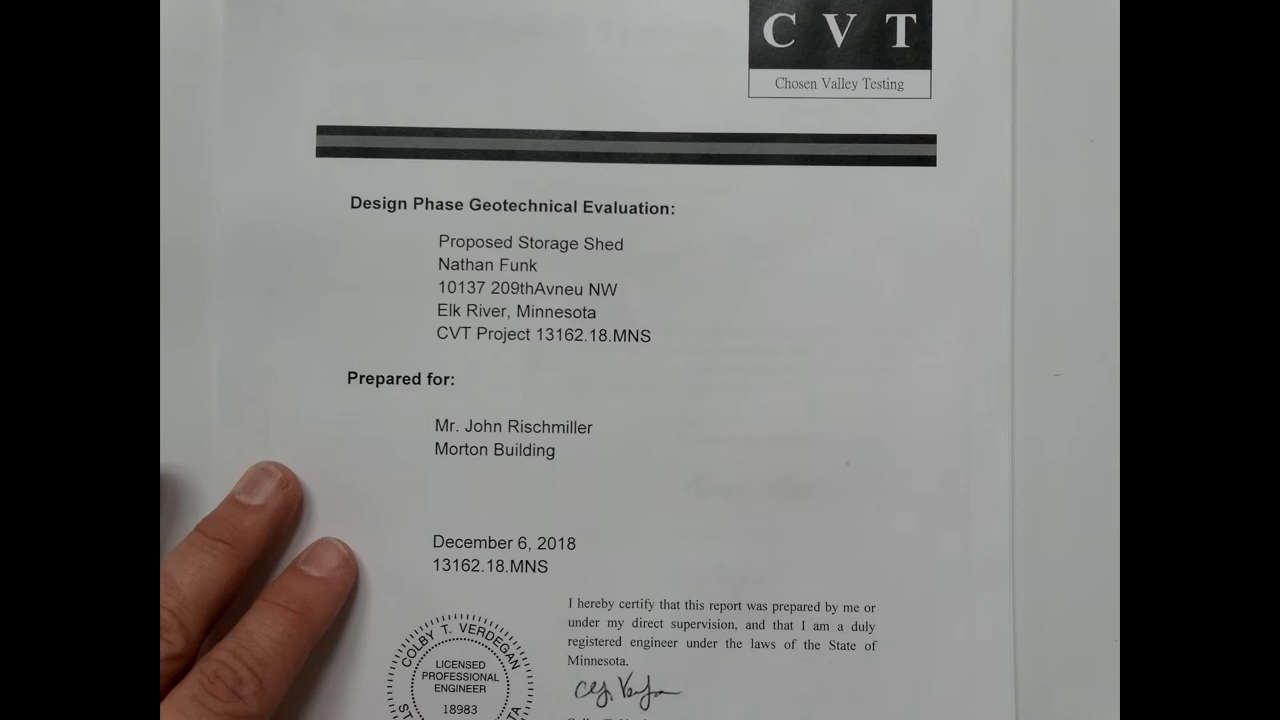 C V T
Chosen Valley Testing
Design Phase Geotechnical Evaluation:
Proposed Storage Shed
Nathan Funk
10137 209thAvneu NW
Elk River, Minnesota
CVT Project 13162.18.MNS
Prepared for:
Mr. John Rischmiller
Morton Building
December 6, 2018
13162.18.MNS
I hereby certify that this report was prepared by me or
under my direct supervision, and that I am a duly
registered engineer under the laws of the State of
Minnesota.
COLBY T. VERDEGAN
LICENSED
PROFESSIONAL
ENGINEER
18983